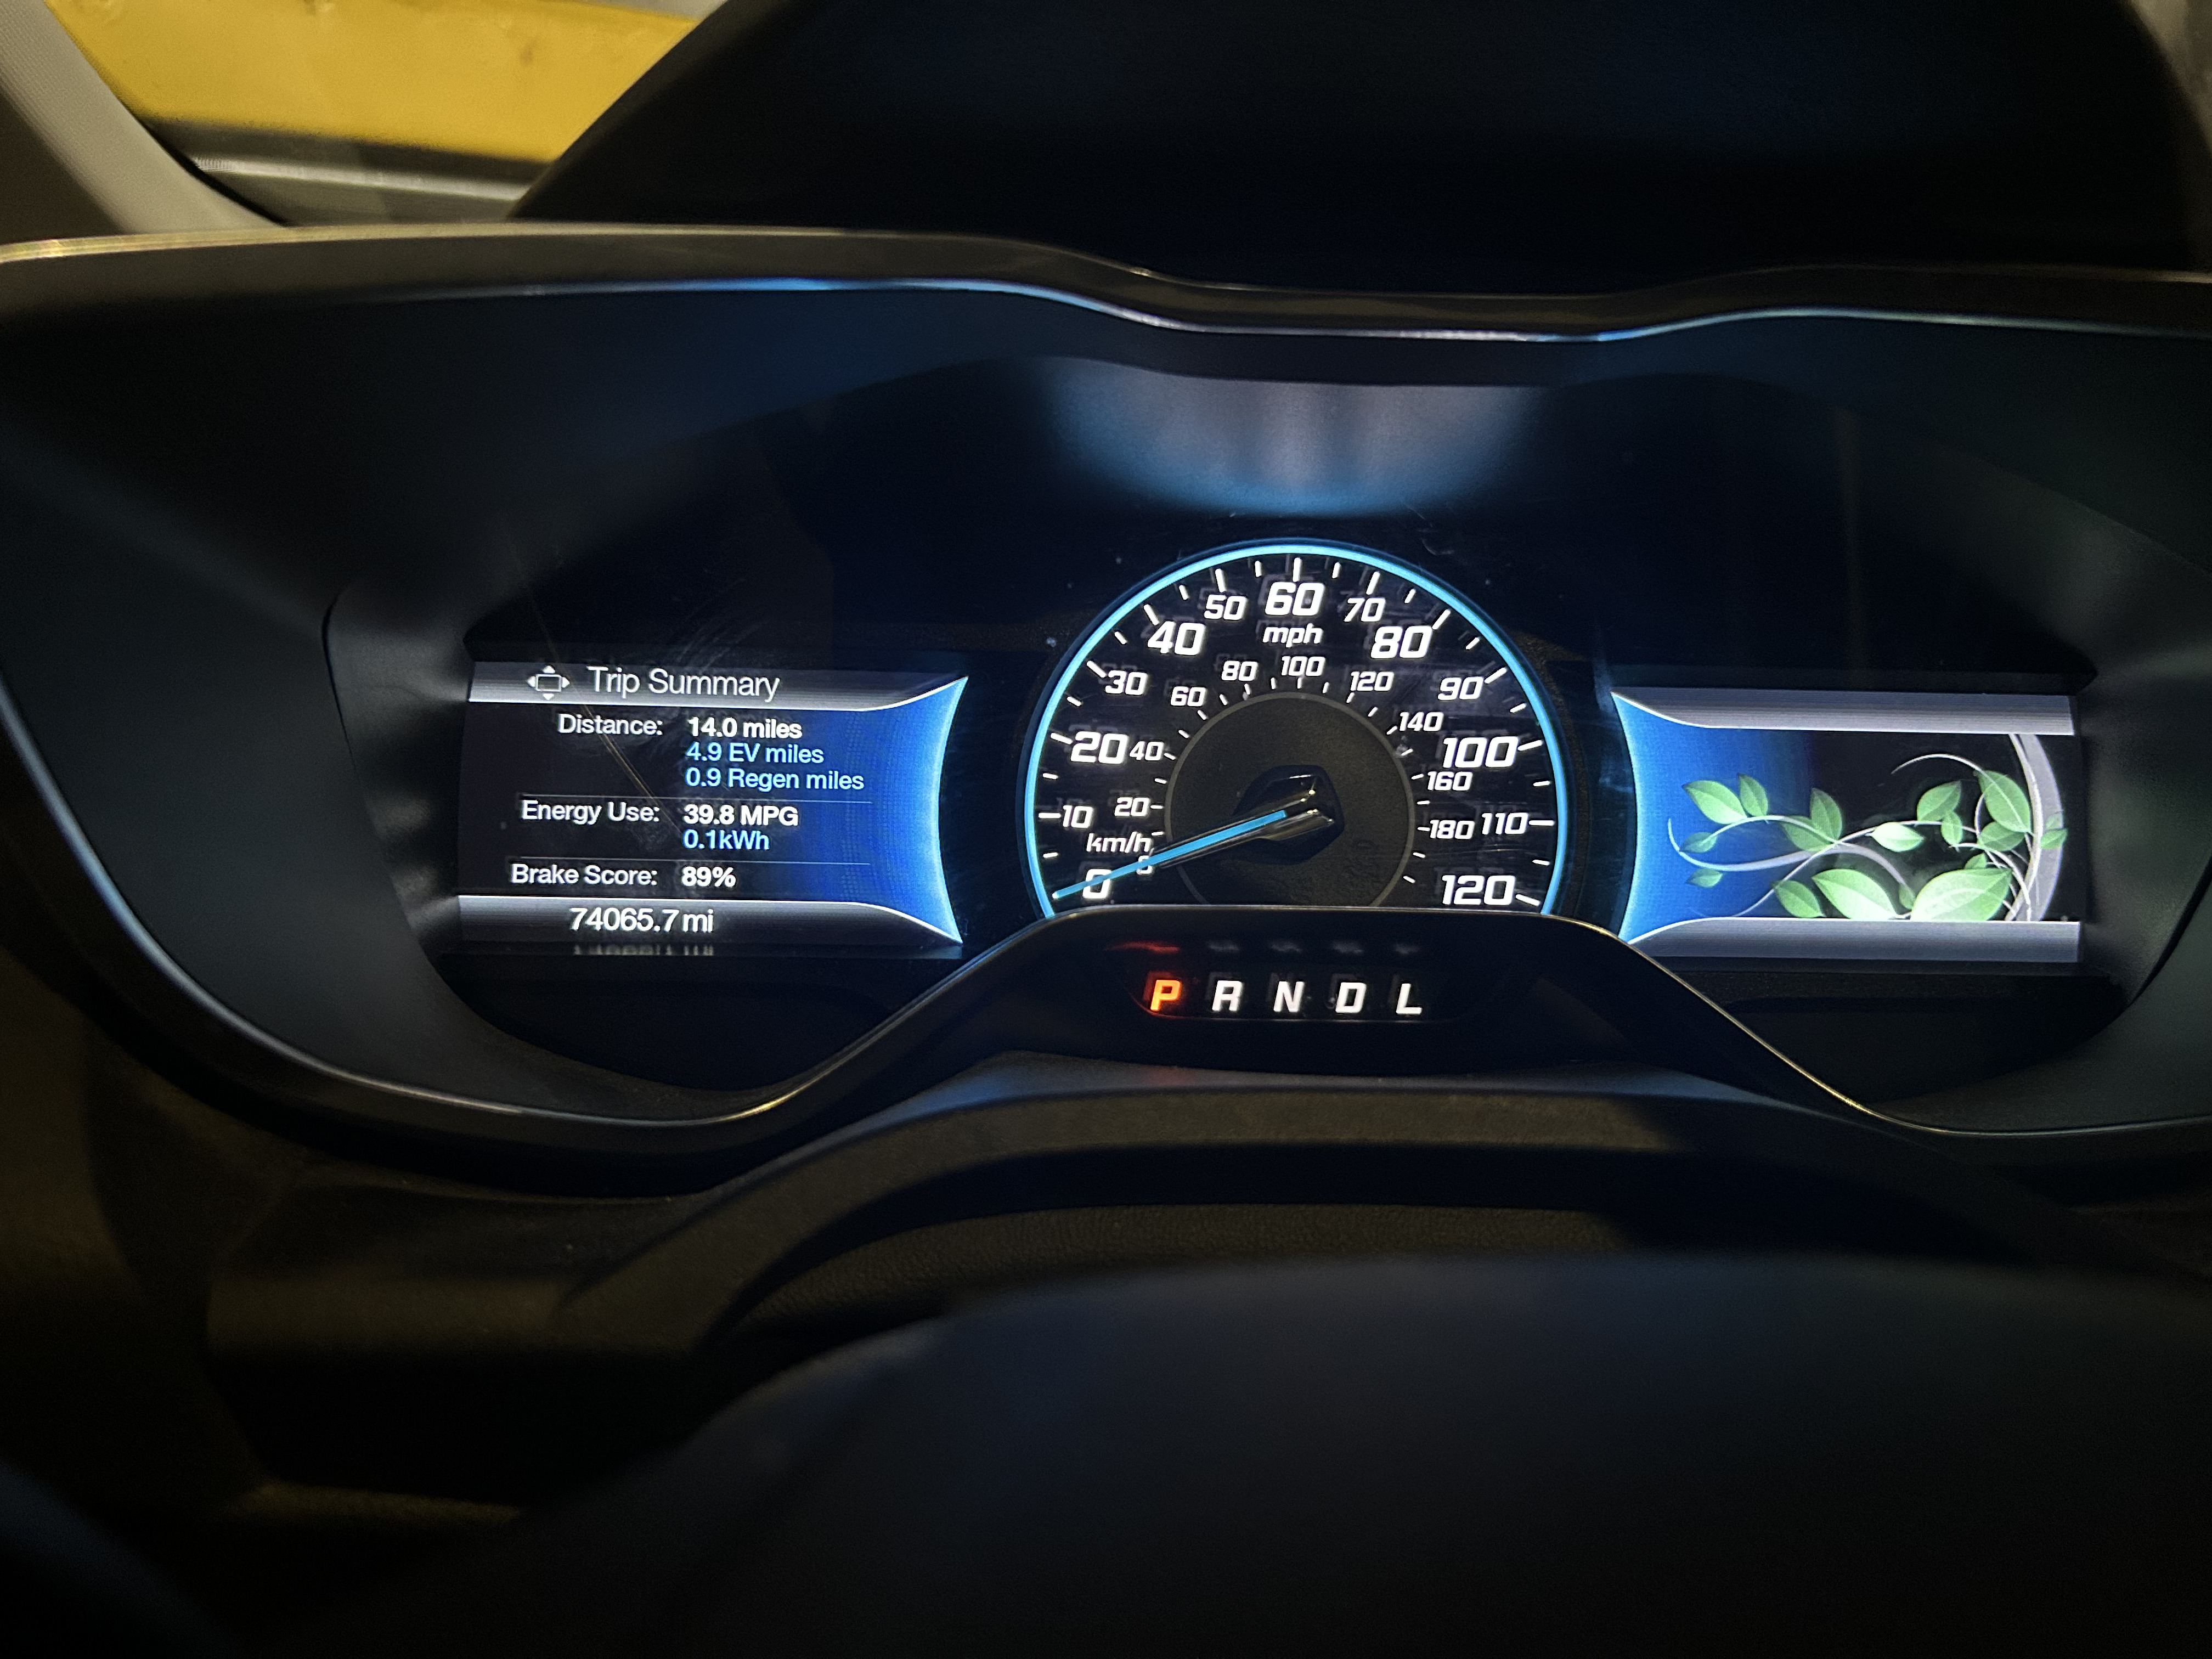 Trip Summary
Distance: 14.0 miles
4.9 EV miles
0.9 Regen miles
Energy Use: 39.8 MPG
0.1kWh
Brake Score: 89%
74065.7 mi
0 10 20 30 40 50 60 70 80 90 100 110 120
mph
20 40 60 80 100 120 140 160 180
km/h
P R N D L